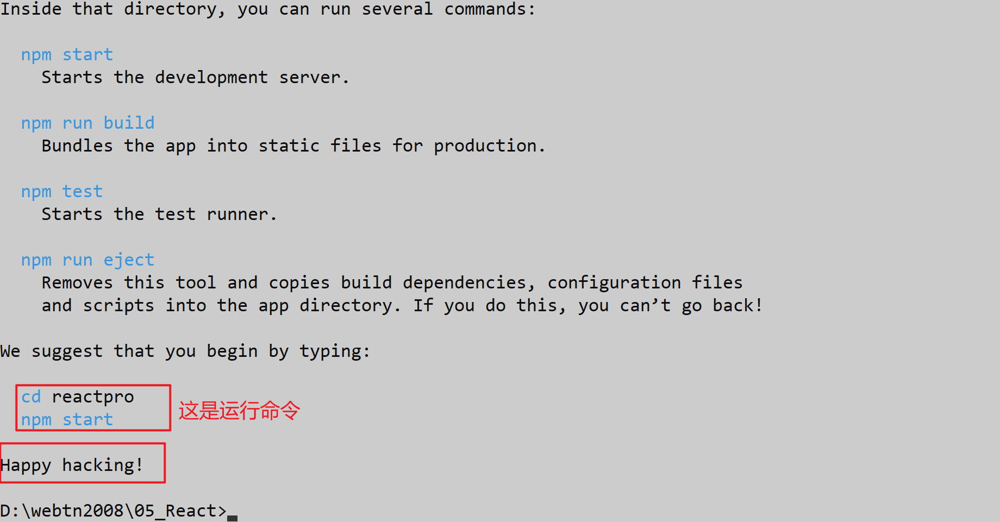 Inside that directory, you can run several commands:
npm start
Starts the development server.
npm run build
Bundles the app into static files for production.
npm test
Starts the test runner.
npm run eject
Removes this tool and copies build dependencies, configuration files
and scripts into the app directory. If you do this, you can’t go back!
We suggest that you begin by typing:
cd reactpro
npm start
这是运行命令
Happy hacking!
D:\webtn2008\05_React>